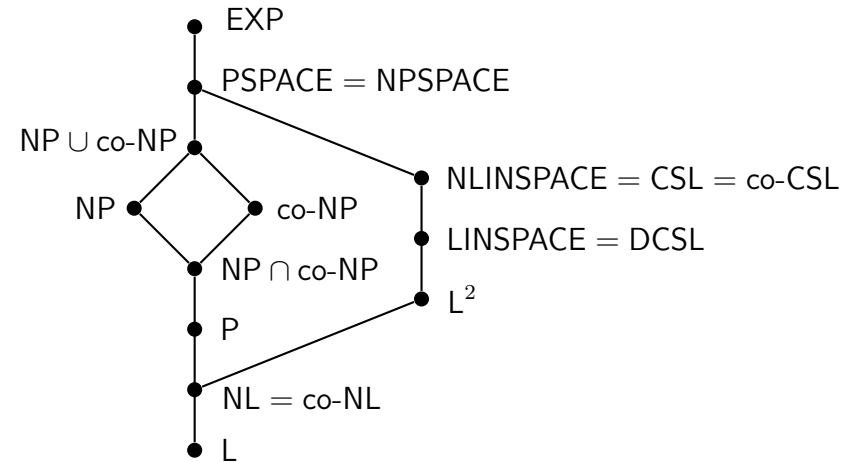 EXP
PSPACE = NPSPACE
NP ∪ co-NP
NLINSPACE = CSL = co-CSL
NP
co-NP
LINSPACE = DCSL
NP ∩ co-NP
L²
P
NL = co-NL
L